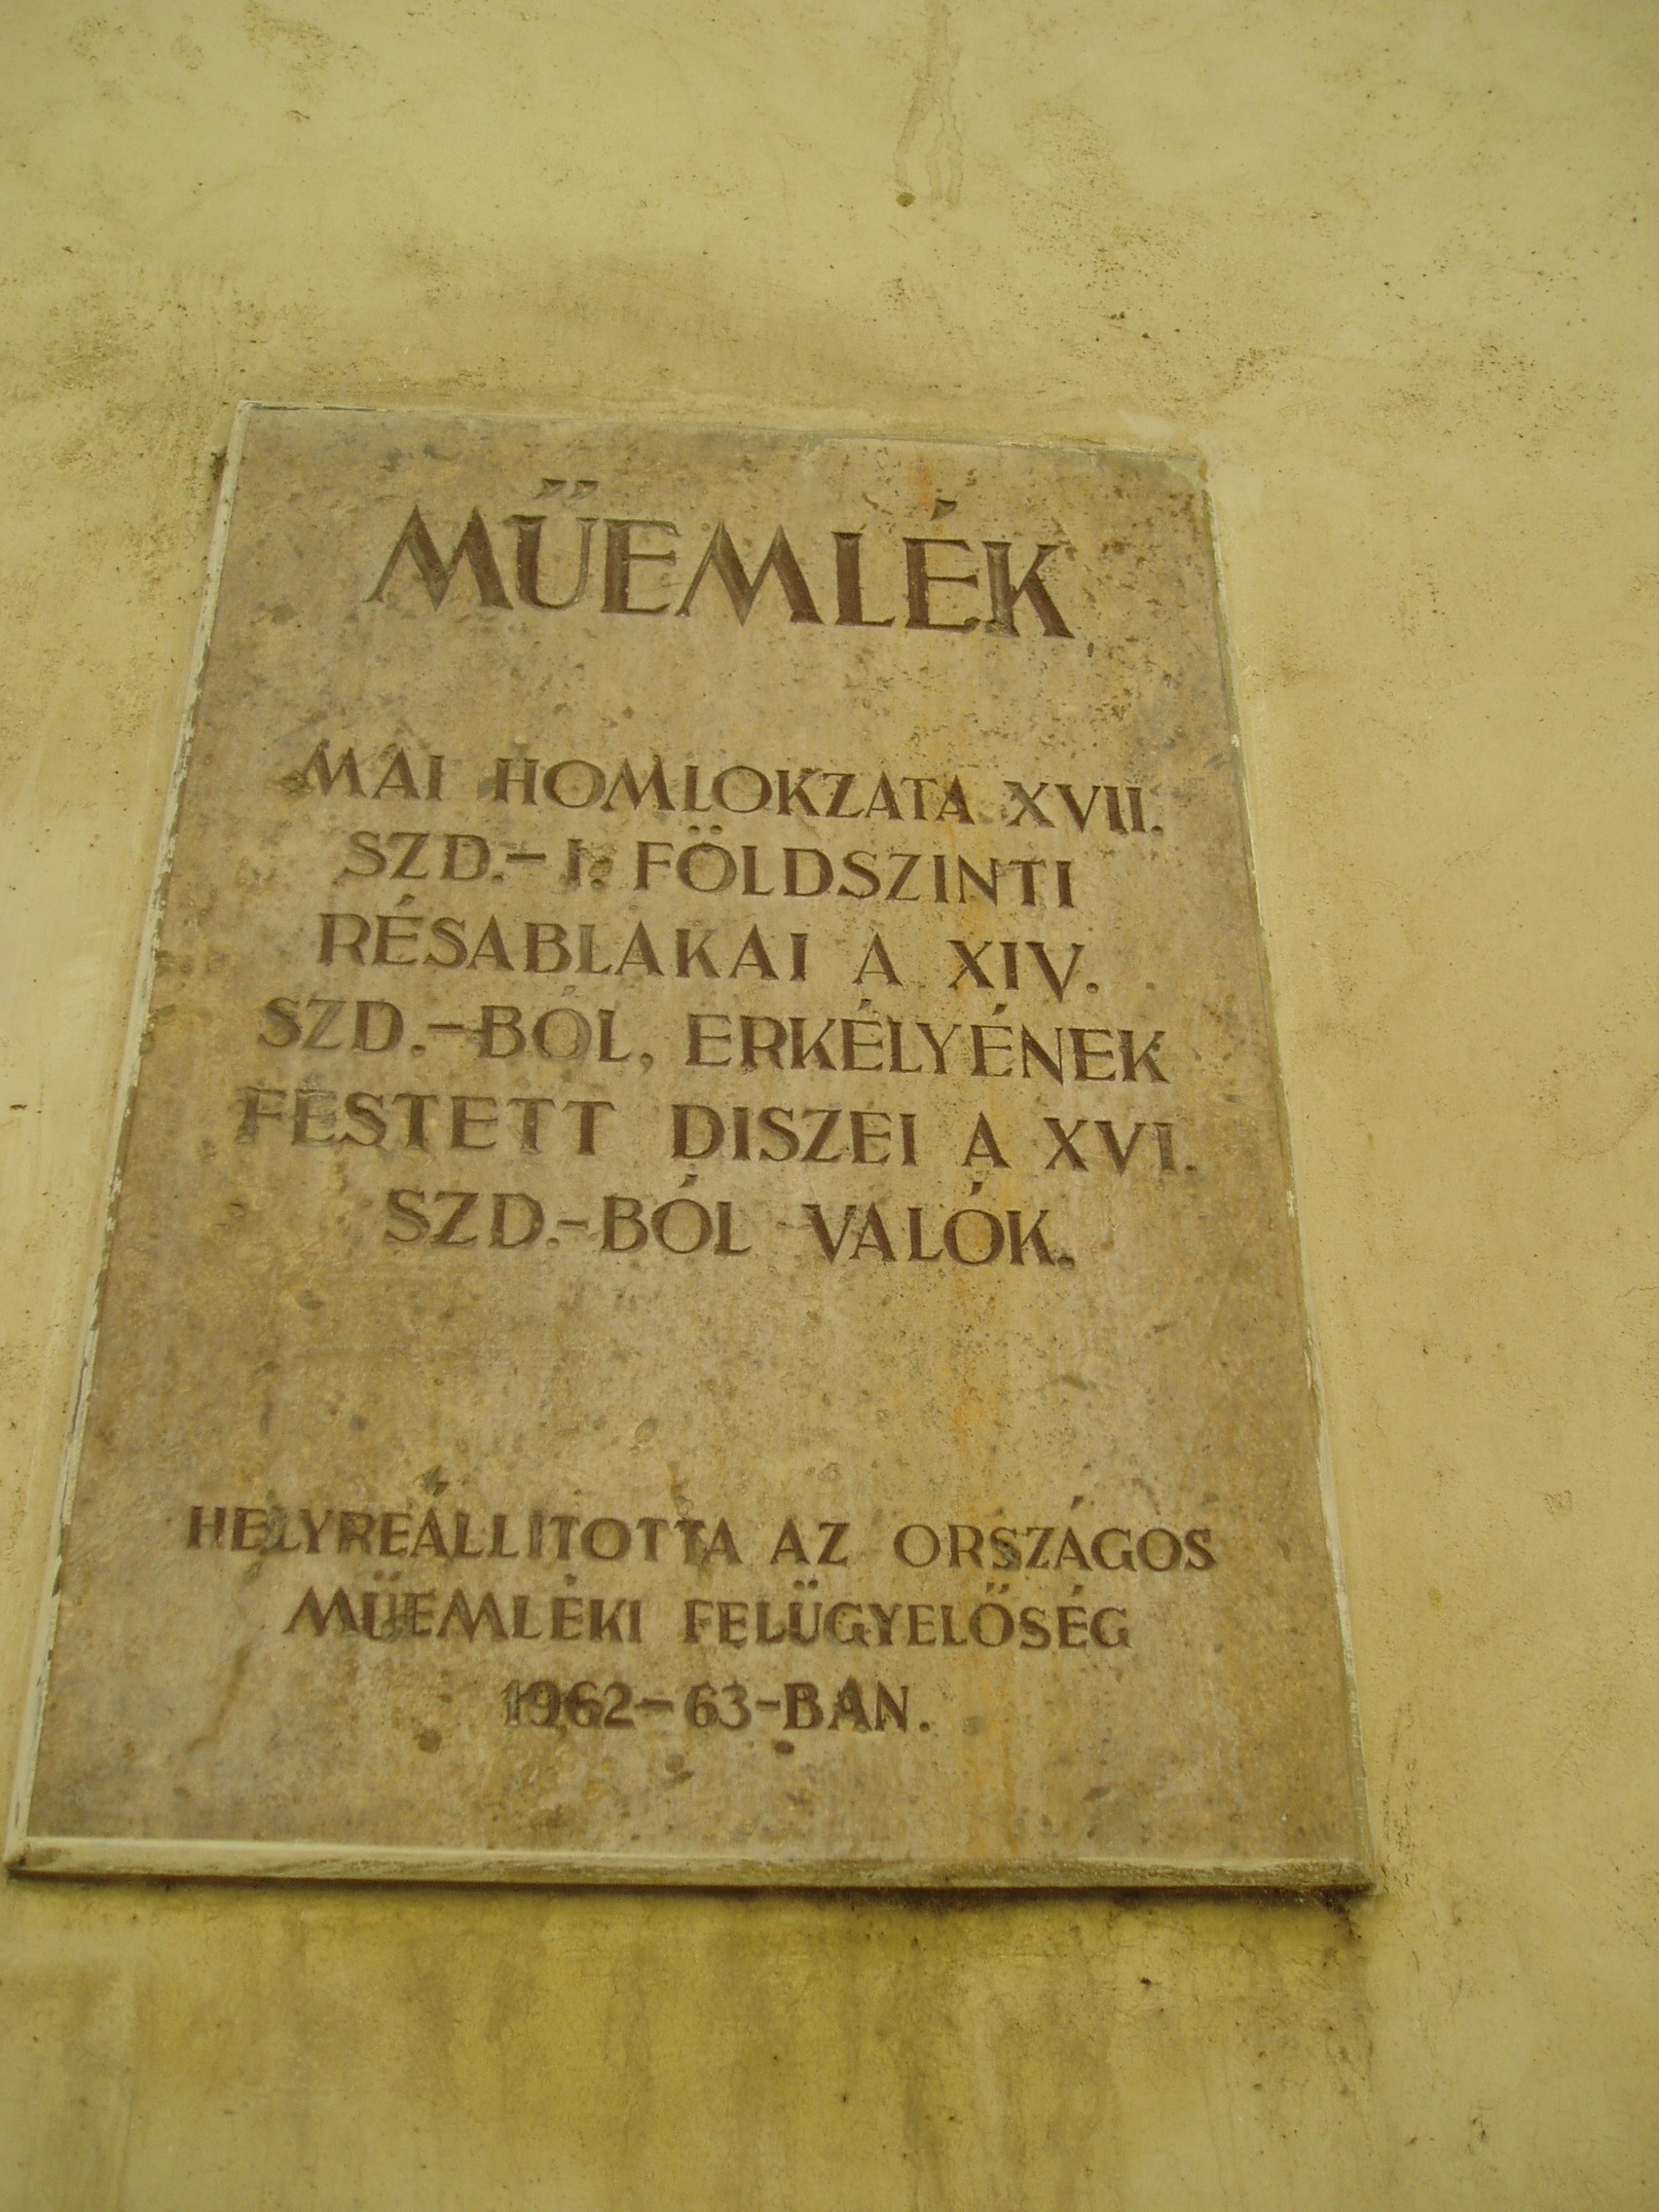 MŰEMLÉK
MAI HOMLOKZATA XVII.
SZD.-I. FÖLDSZINTI
RÉSABLAKAI A XIV.
SZD.-BÓL, ERKÉLYÉNEK
FESTETT DISZEI A XVI.
SZD.-BÓL VALÓK.
HELYREÁLLITOTTA AZ ORSZÁGOS
MŰEMLÉKI FELÜGYELŐSÉG
1962-63-BAN.